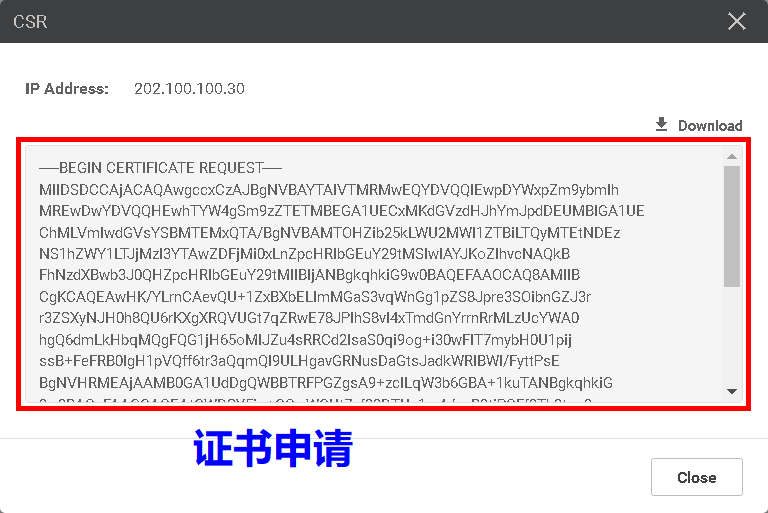 CSR
IP Address: 202.100.100.30
Download
-----BEGIN CERTIFICATE REQUEST-----
MIIDSDCCAjACAQAwgccxCzAJBgNVBAYTAlVTMRMwEQYDVQQIEwpDYWxpZm9ybmlh
MREwDwYDVQQHEwhTYW4gSm9zZTETMBEGA1UECxMKdGVzdHJhYmJpdDEUMBIGA1UE
ChMLVmlwdGVsYSBMTEMxQTA/BgNVBAMTOHZib25kLWU2MWI1ZTBiLTQyMTEtNDEz
NS1hZWY1LTJjMzI3YTAwZDFjMi0xLnZpcHRlbGEuY29tMSIwIAYJKoZIhvcNAQkB
FhNzdXBwb3J0QHZpcHRlbGEuY29tMIIBIjANBgkqhkiG9w0BAQEFAAOCAQ8AMIIB
CgKCAQEAwHK/YLrnCAevQU+1ZxBXbELImMGaS3vqWnGg1pZS8Jpre3SOibnGZJ3r
r3ZSXyNJH0h8QU6rKXgXRQVUGt7qZRwE78JPIhS8vI4xTmdGnYrrnRrMLzUcYWA0
hgQ6dmLkHbqMQgFQG1jH65oMIJZu4sRRCd2IsaS0qi9og+i30wFIT7mybH0U1pij
ssB+FeFRB0IgH1pVQff6tr3aQqmQI9ULHgavGRNusDaGtsJadkWRIBWI/FyttPsE
BgNVHRMEAjAAMB0GA1UdDgQWBBTRFPGZgsA9+zcILqW3b6GBA+1kuTANBgkqhkiG
证书申请
Close